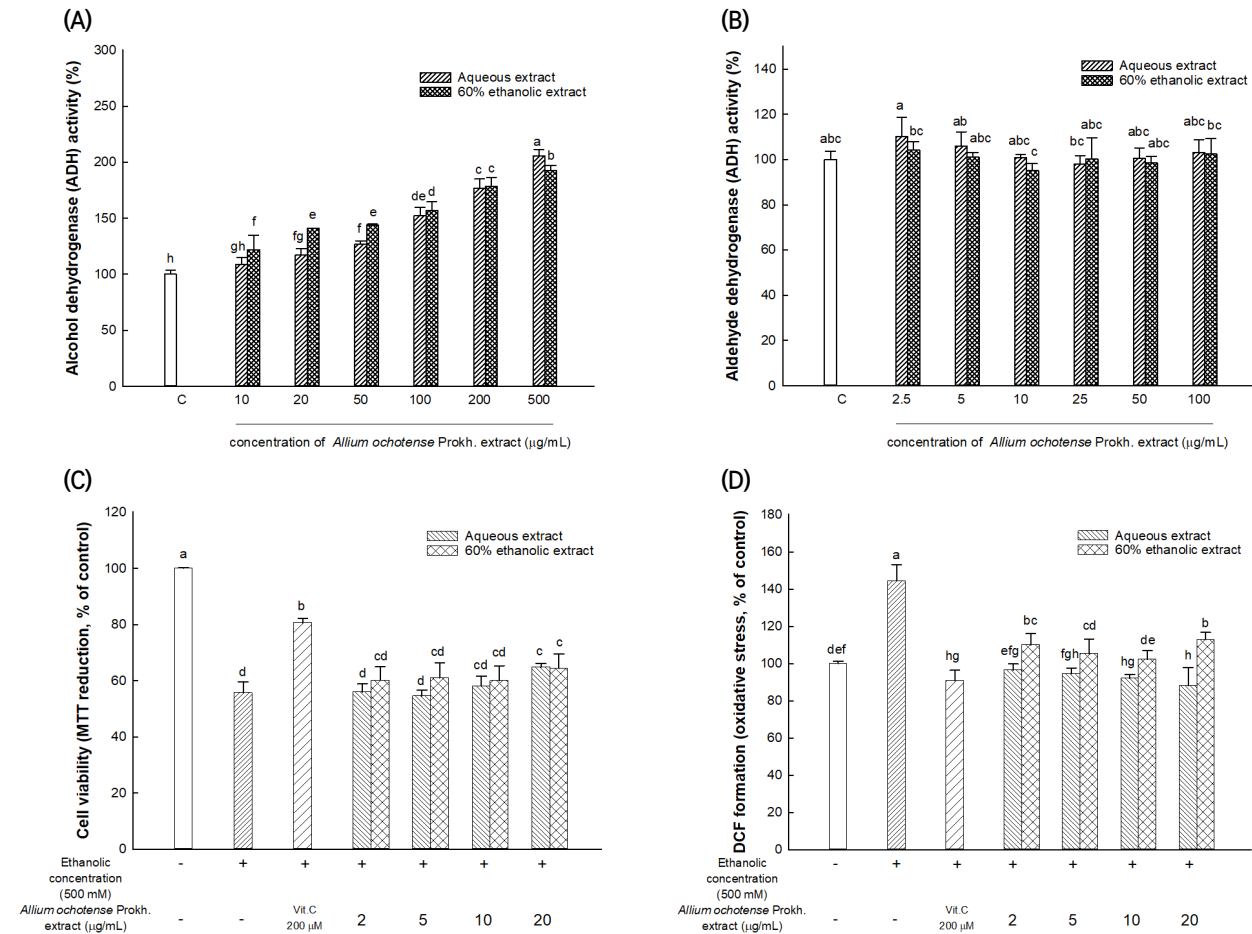 (A)
Alcohol dehydrogenase (ADH) activity (%)
300
250
200
150
100
50
0
Aqueous extract
60% ethanolic extract
h
gh
f
fg
e
f
e
de
d
c
c
a
b
C
10
20
50
100
200
500
concentration of Allium ochotense Prokh. extract (μg/mL)
(B)
Aldehyde dehydrogenase (ADH) activity (%)
140
120
100
80
60
40
20
0
Aqueous extract
60% ethanolic extract
abc
a
bc
ab
abc
abc
c
bc
abc
abc
abc
abc
bc
C
2.5
5
10
25
50
100
concentration of Allium ochotense Prokh. extract (μg/mL)
(C)
Cell viability (MTT reduction, % of control)
120
100
80
60
40
20
0
Aqueous extract
60% ethanolic extract
a
d
b
d
cd
d
cd
cd
cd
c
c
Ethanolic
concentration
(500 mM)
- + + + + + +
Allium ochotense Prokh.
extract (μg/mL)
- - Vit.C
200 μM
2 5 10 20
(D)
DCF formation (oxidative stress, % of control)
180
160
140
120
100
80
60
40
20
0
Aqueous extract
60% ethanolic extract
def
a
hg
efg
bc
fgh
cd
hg
de
h
b
Ethanolic
concentration
(500 mM)
- + + + + + +
Allium ochotense Prokh.
extract (μg/mL)
- - Vit.C
200 μM
2 5 10 20